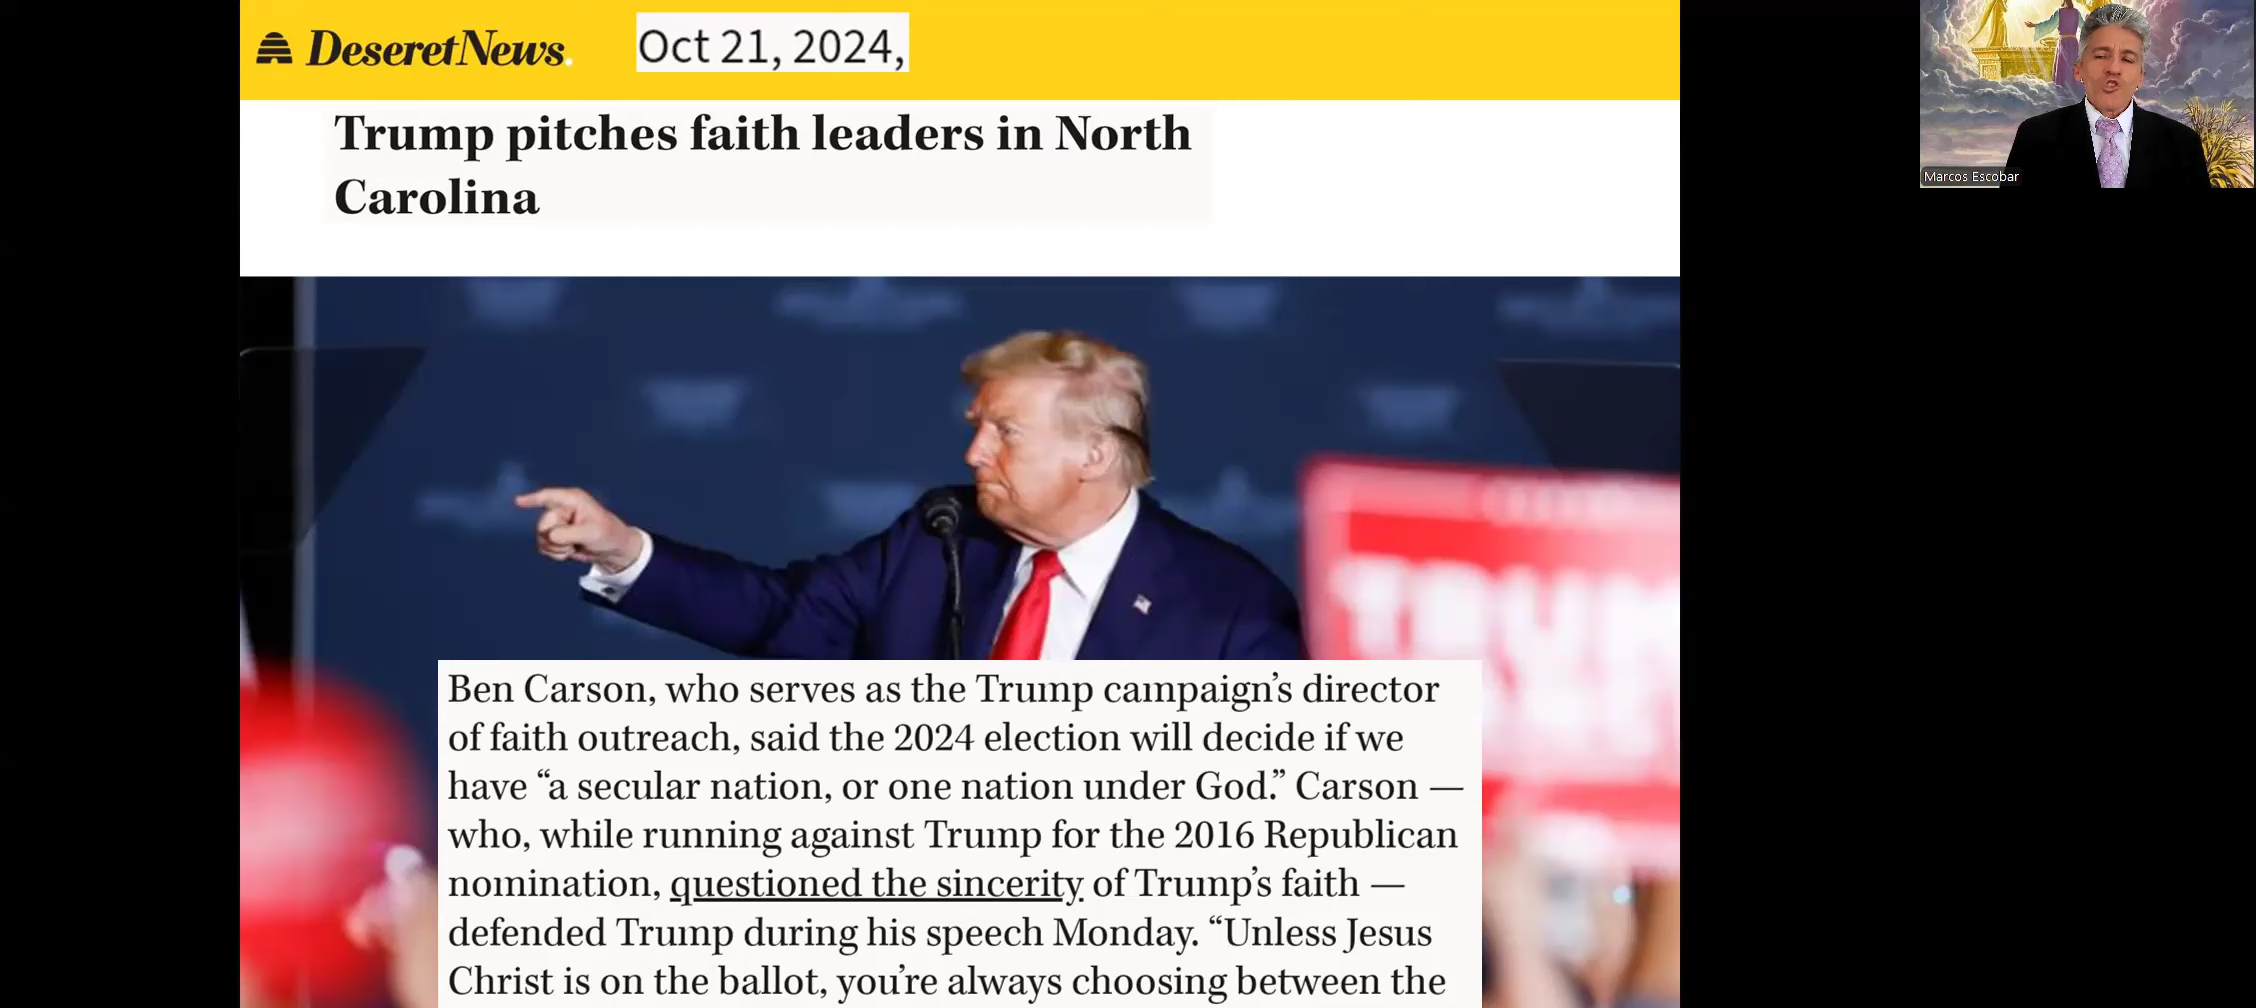 DeseretNews.
Oct 21, 2024,
Marcos Escobar
Trump pitches faith leaders in North
Carolina
TRUM
Ben Carson, who serves as the Trump campaign's director
of faith outreach, said the 2024 election will decide if we
have “a secular nation, or one nation under God.” Carson —
who, while running against Trump for the 2016 Republican
nomination, questioned the sincerity of Trump's faith —
defended Trump during his speech Monday. “Unless Jesus
Christ is on the ballot, you're always choosing between the